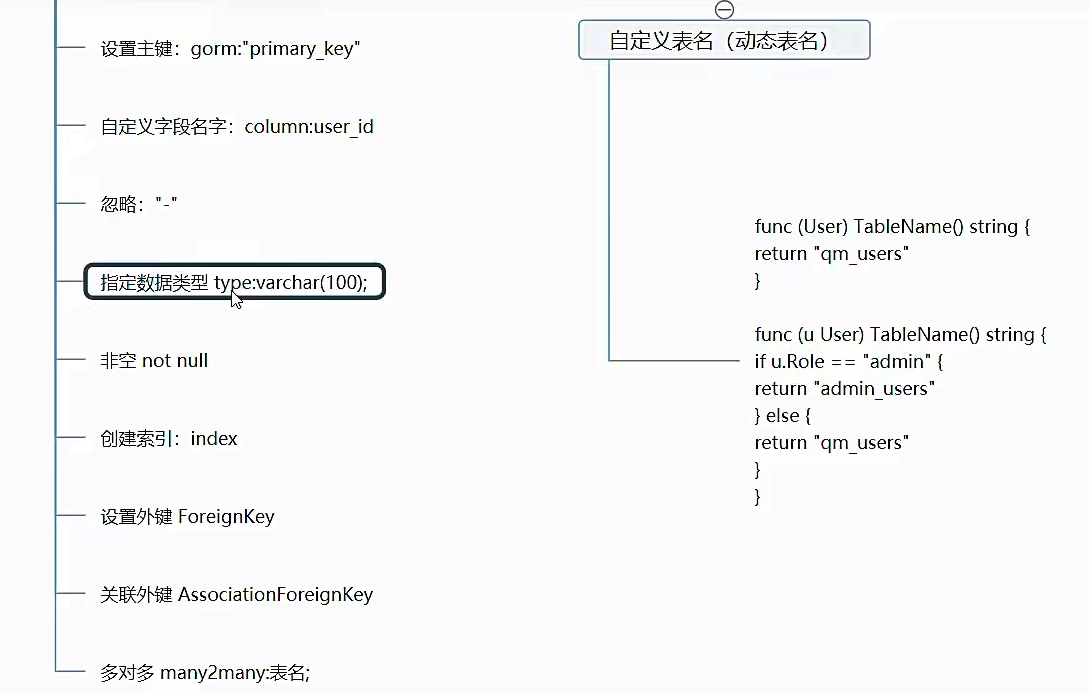 设置主键：gorm:"primary_key"
自定义字段名字：column:user_id
忽略："-"
指定数据类型 type:varchar(100);
非空 not null
创建索引：index
设置外键 ForeignKey
关联外键 AssociationForeignKey
多对多 many2many:表名;
自定义表名（动态表名）
func (User) TableName() string {
return "qm_users"
}
func (u User) TableName() string {
if u.Role == "admin" {
return "admin_users"
} else {
return "qm_users"
}
}